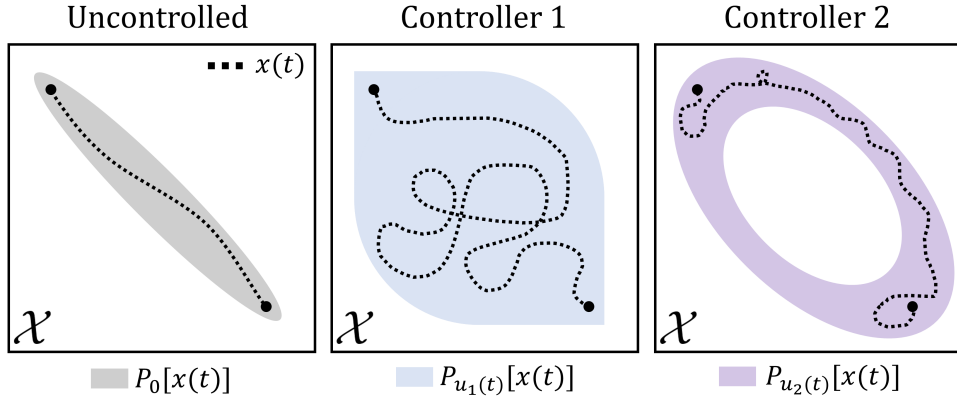 Uncontrolled Controller 1 Controller 2
x(t)
𝒳 𝒳 𝒳
P₀[x(t)] P_{u₁(t)}[x(t)] P_{u₂(t)}[x(t)]